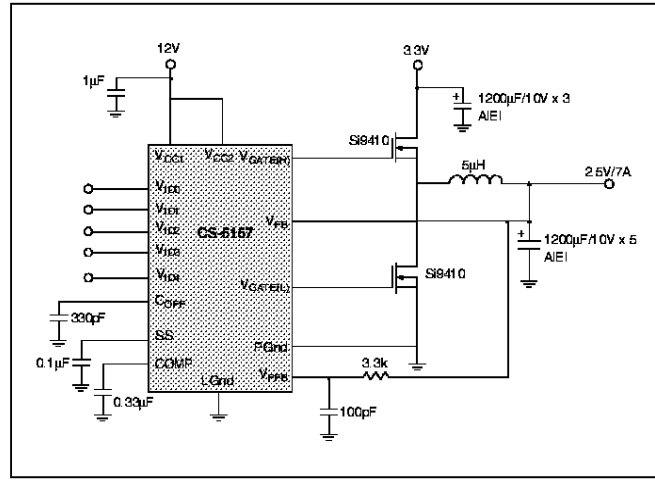 12V
3.3V
1μF
1200μF/10V x 3
AlEl
Si9410
VCC1
VCC2
VGATE(H)
5μH
2.5V/7A
VID0
VID1
VID2
VID3
VID4
CS-5157
VFB
1200μF/10V x 5
AlEl
VGATE(L)
Si9410
COFF
330pF
SS
PGnd
0.1μF
COMP
3.3k
LGnd
VFFB
0.33μF
100pF